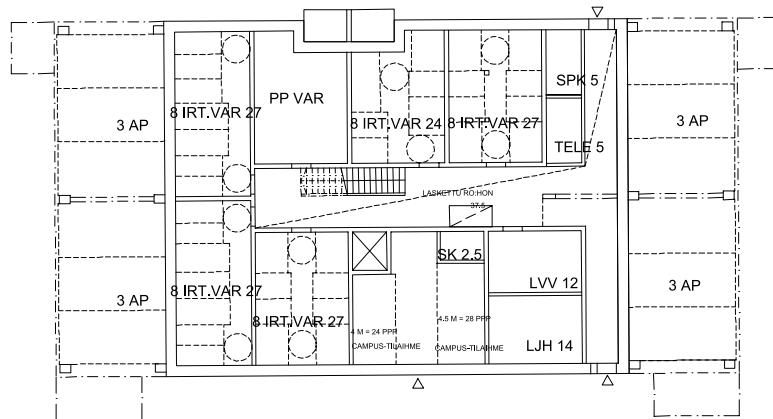 SPK 5
PP VAR
8 IRT.VAR 27
8 IRT.VAR 24
8 IRT.VAR 27
3 AP
3 AP
TELE 5
LASKETTU RO:HON
37.5
SK 2.5
LVV 12
3 AP
8 IRT.VAR 27
3 AP
8 IRT.VAR 27
4 M = 24 PPP
4.5 M = 28 PPP
CAMPUS-TILAIHME
CAMPUS-TILAIHME
LJH 14